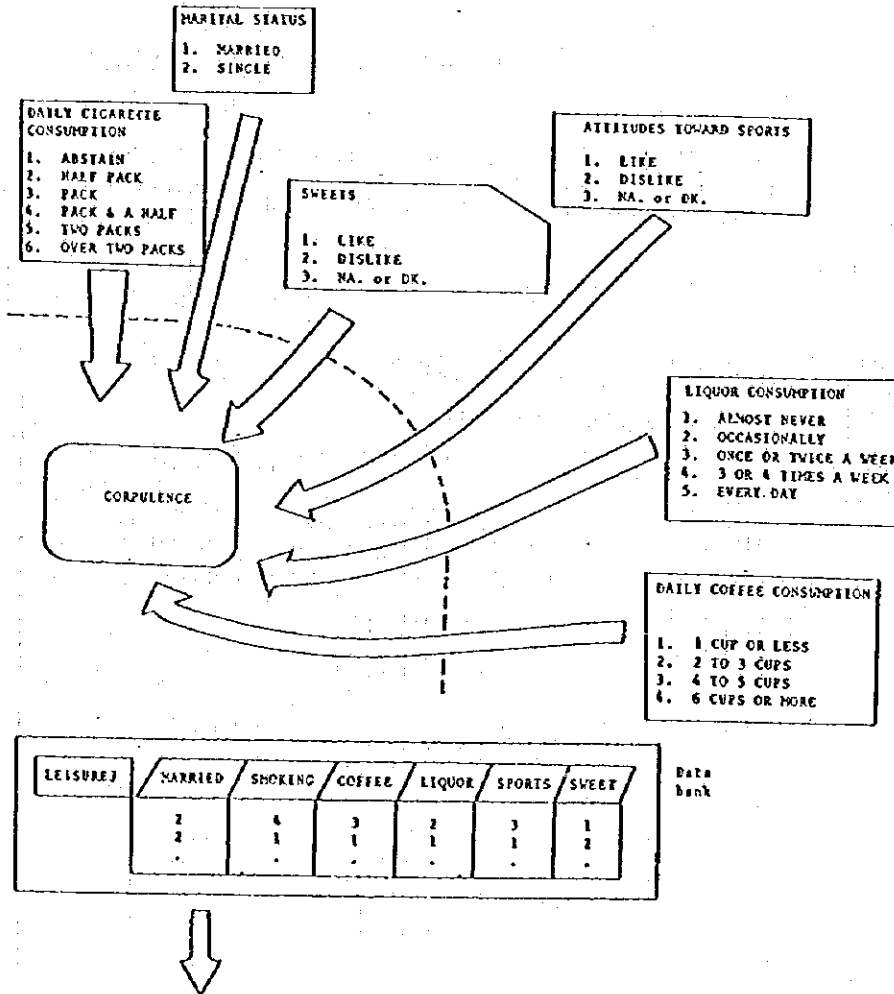 MARITAL STATUS
1. MARRIED
2. SINGLE
DAILY CIGARETTE
CONSUMPTION
1. ABSTAIN
2. HALF PACK
3. PACK
4. PACK & A HALF
5. TWO PACKS
6. OVER TWO PACKS
SWEETS
1. LIKE
2. DISLIKE
3. NA. or DK.
ATTITUDES TOWARD SPORTS
1. LIKE
2. DISLIKE
3. NA. or DK.
LIQUOR CONSUMPTION
1. ALMOST NEVER
2. OCCASIONALLY
3. ONCE OR TWICE A WEEK
4. 3 OR 4 TIMES A WEEK
5. EVERY DAY
CORPULENCE
DAILY COFFEE CONSUMPTION
1. 1 CUP OR LESS
2. 2 TO 3 CUPS
3. 4 TO 5 CUPS
4. 6 CUPS OR MORE
LEISURE3 MARRIED SMOKING COFFEE LIQUOR SPORTS SWEET
2 4 3 2 3 1
2 1 1 1 1 2
. . . . . .
Data
bank